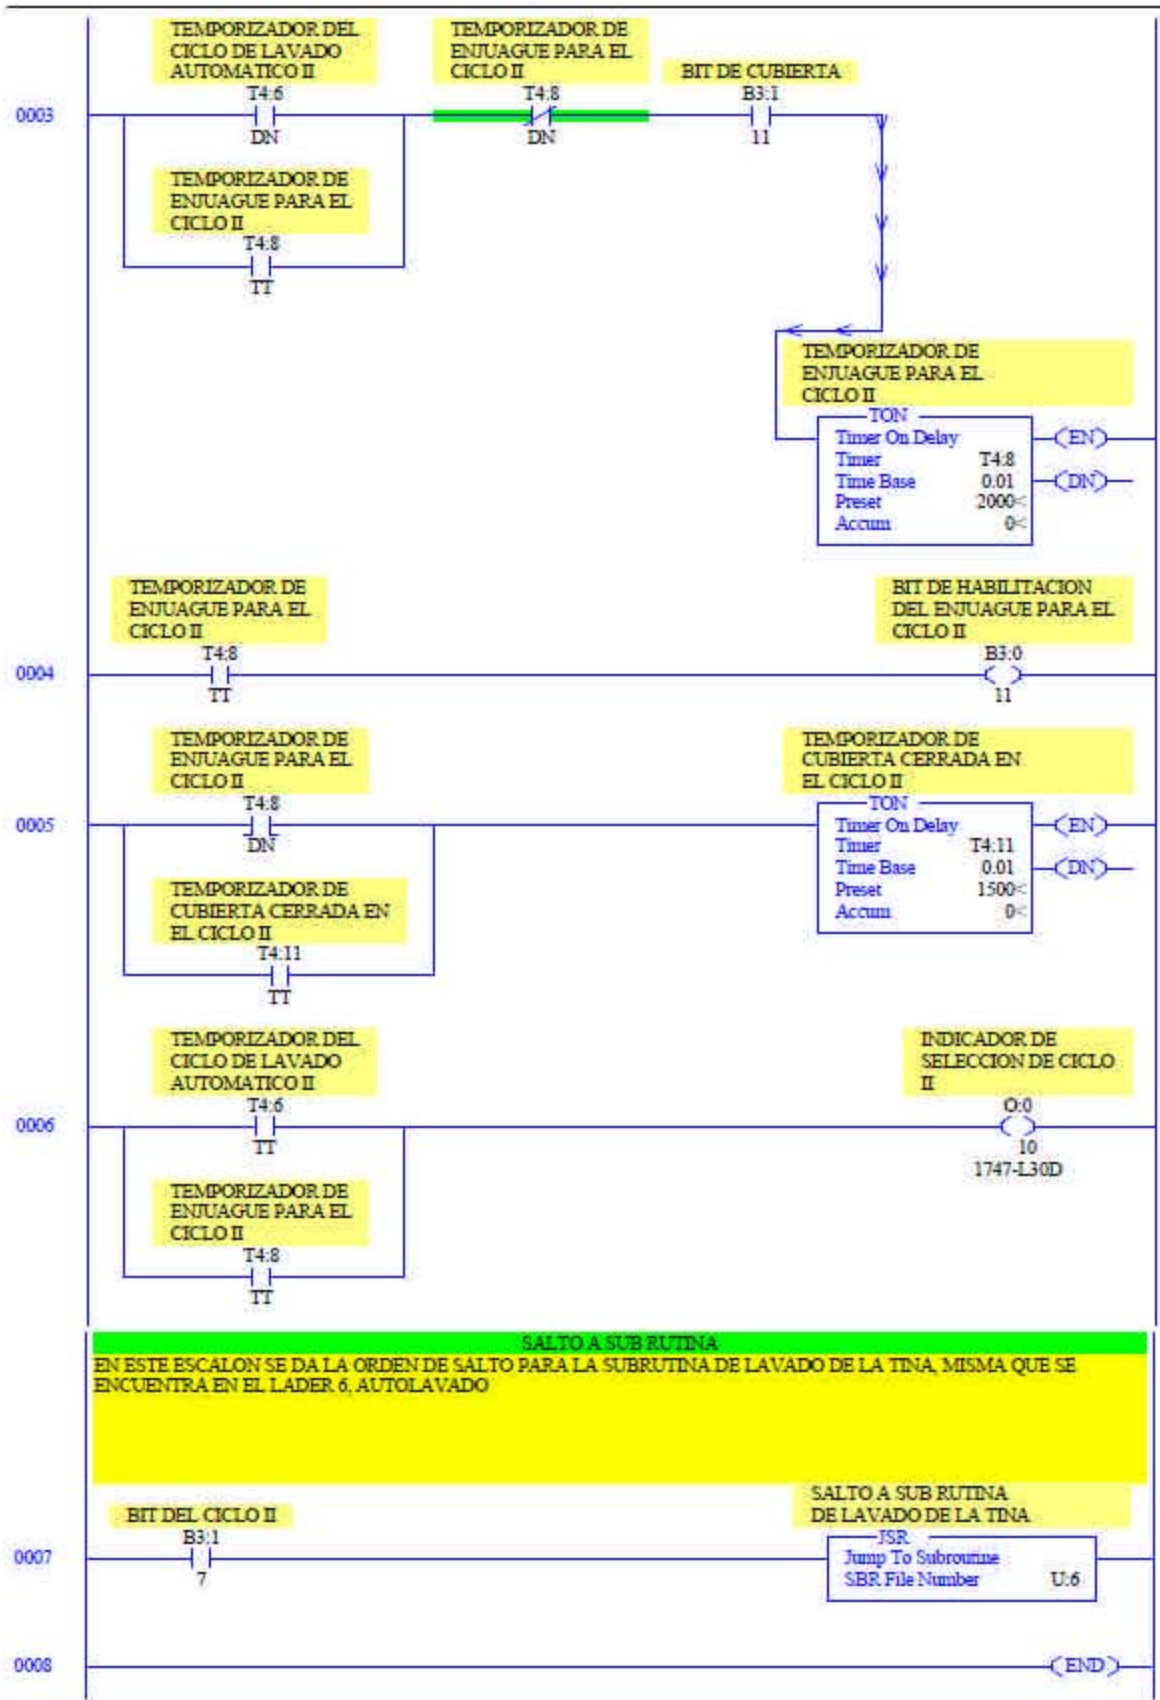 TEMPORIZADOR DEL
CICLO DE LAVADO
AUTOMATICO II
T4:6
DN
TEMPORIZADOR DE
ENJUAGUE PARA EL
CICLO II
T4:8
DN
BIT DE CUBIERTA
B3:1
11
0003
TEMPORIZADOR DE
ENJUAGUE PARA EL
CICLO II
T4:8
TT
TEMPORIZADOR DE
ENJUAGUE PARA EL
CICLO II
TON
Timer On Delay
Timer T4:8
Time Base 0.01
Preset 2000<
Accum 0<
EN
DN
TEMPORIZADOR DE
ENJUAGUE PARA EL
CICLO II
T4:8
TT
BIT DE HABILITACION
DEL ENJUAGUE PARA EL
CICLO II
B3:0
11
0004
TEMPORIZADOR DE
ENJUAGUE PARA EL
CICLO II
T4:8
DN
TEMPORIZADOR DE
CUBIERTA CERRADA EN
EL CICLO II
TON
Timer On Delay
Timer T4:11
Time Base 0.01
Preset 1500<
Accum 0<
EN
DN
0005
TEMPORIZADOR DE
CUBIERTA CERRADA EN
EL CICLO II
T4:11
TT
TEMPORIZADOR DEL
CICLO DE LAVADO
AUTOMATICO II
T4:6
TT
INDICADOR DE
SELECCION DE CICLO
II
O:0
10
1747-L30D
0006
TEMPORIZADOR DE
ENJUAGUE PARA EL
CICLO II
T4:8
TT
SALTO A SUB RUTINA
EN ESTE ESCALON SE DA LA ORDEN DE SALTO PARA LA SUBRUTINA DE LAVADO DE LA TINA, MISMA QUE SE
ENCUENTRA EN EL LADER 6, AUTOLAVADO
BIT DEL CICLO II
B3:1
7
SALTO A SUB RUTINA
DE LAVADO DE LA TINA
JSR
Jump To Subroutine
SBR File Number U:6
0007
0008
END